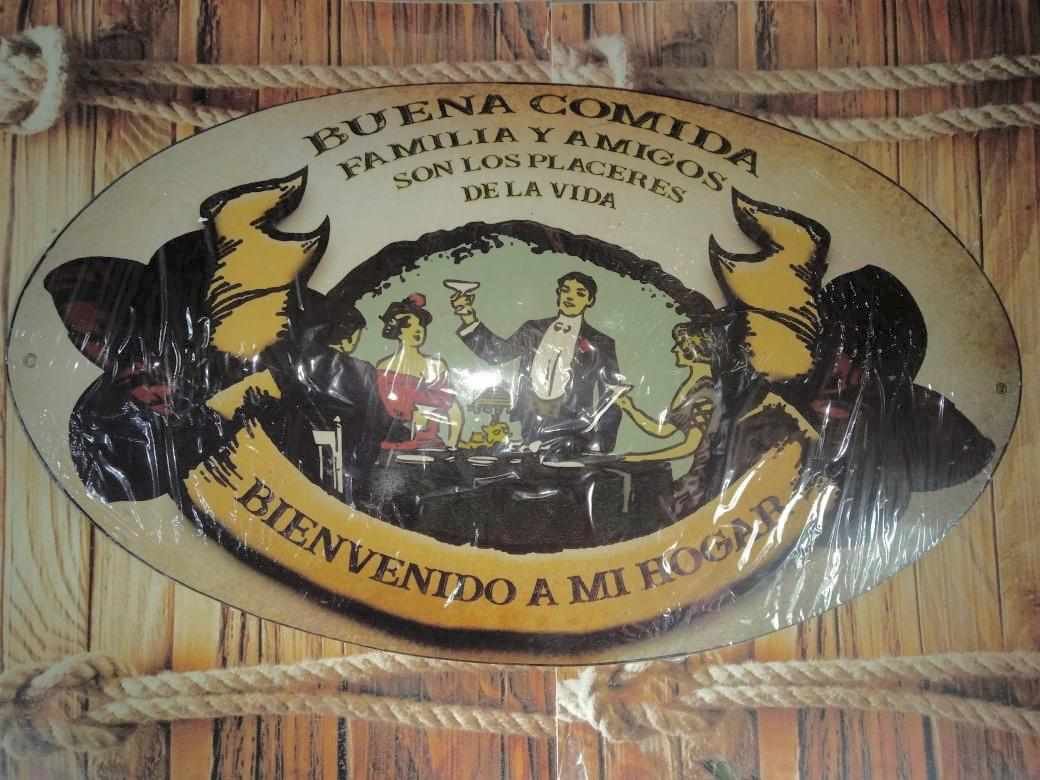 BUENA COMIDA
FAMILIA Y AMIGOS
SON LOS PLACERES
DE LA VIDA
BIENVENIDO A MI HOGAR